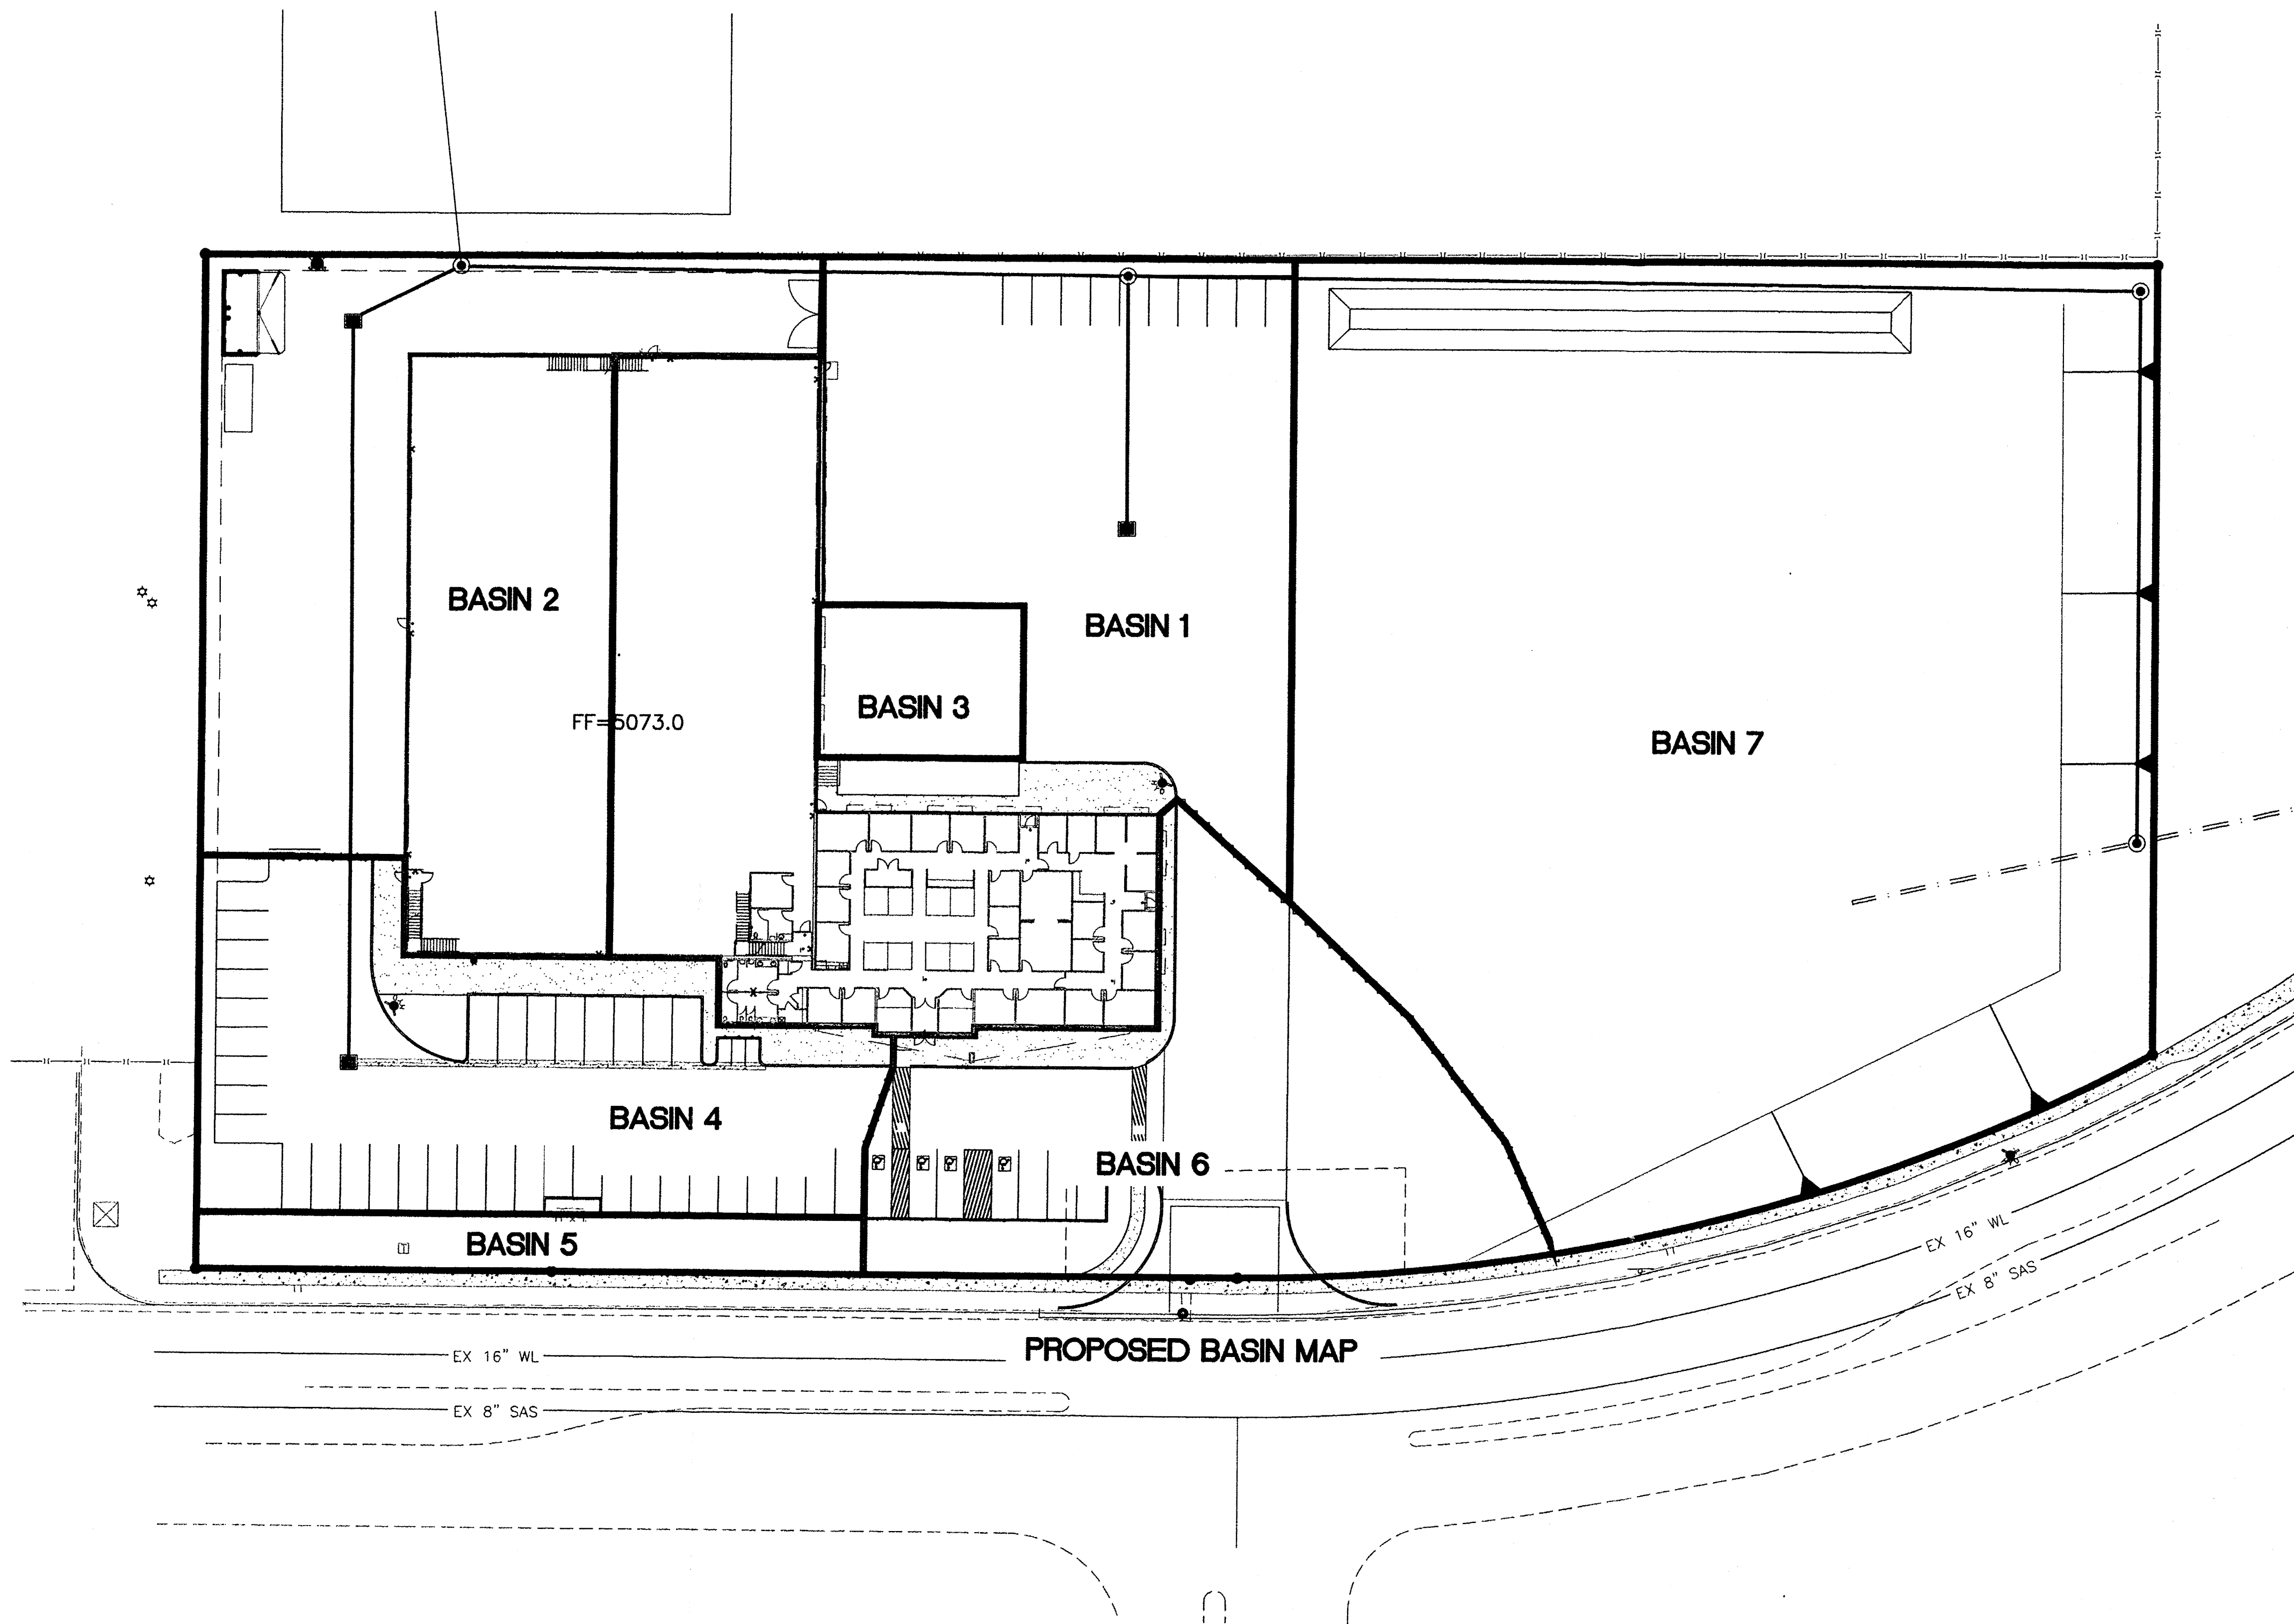 BASIN 2
BASIN 1
BASIN 3
FF=5073.0
BASIN 7
BASIN 4
BASIN 6
BASIN 5
EX 16" WL
EX 8" SAS
PROPOSED BASIN MAP
EX 16" WL
EX 8" SAS